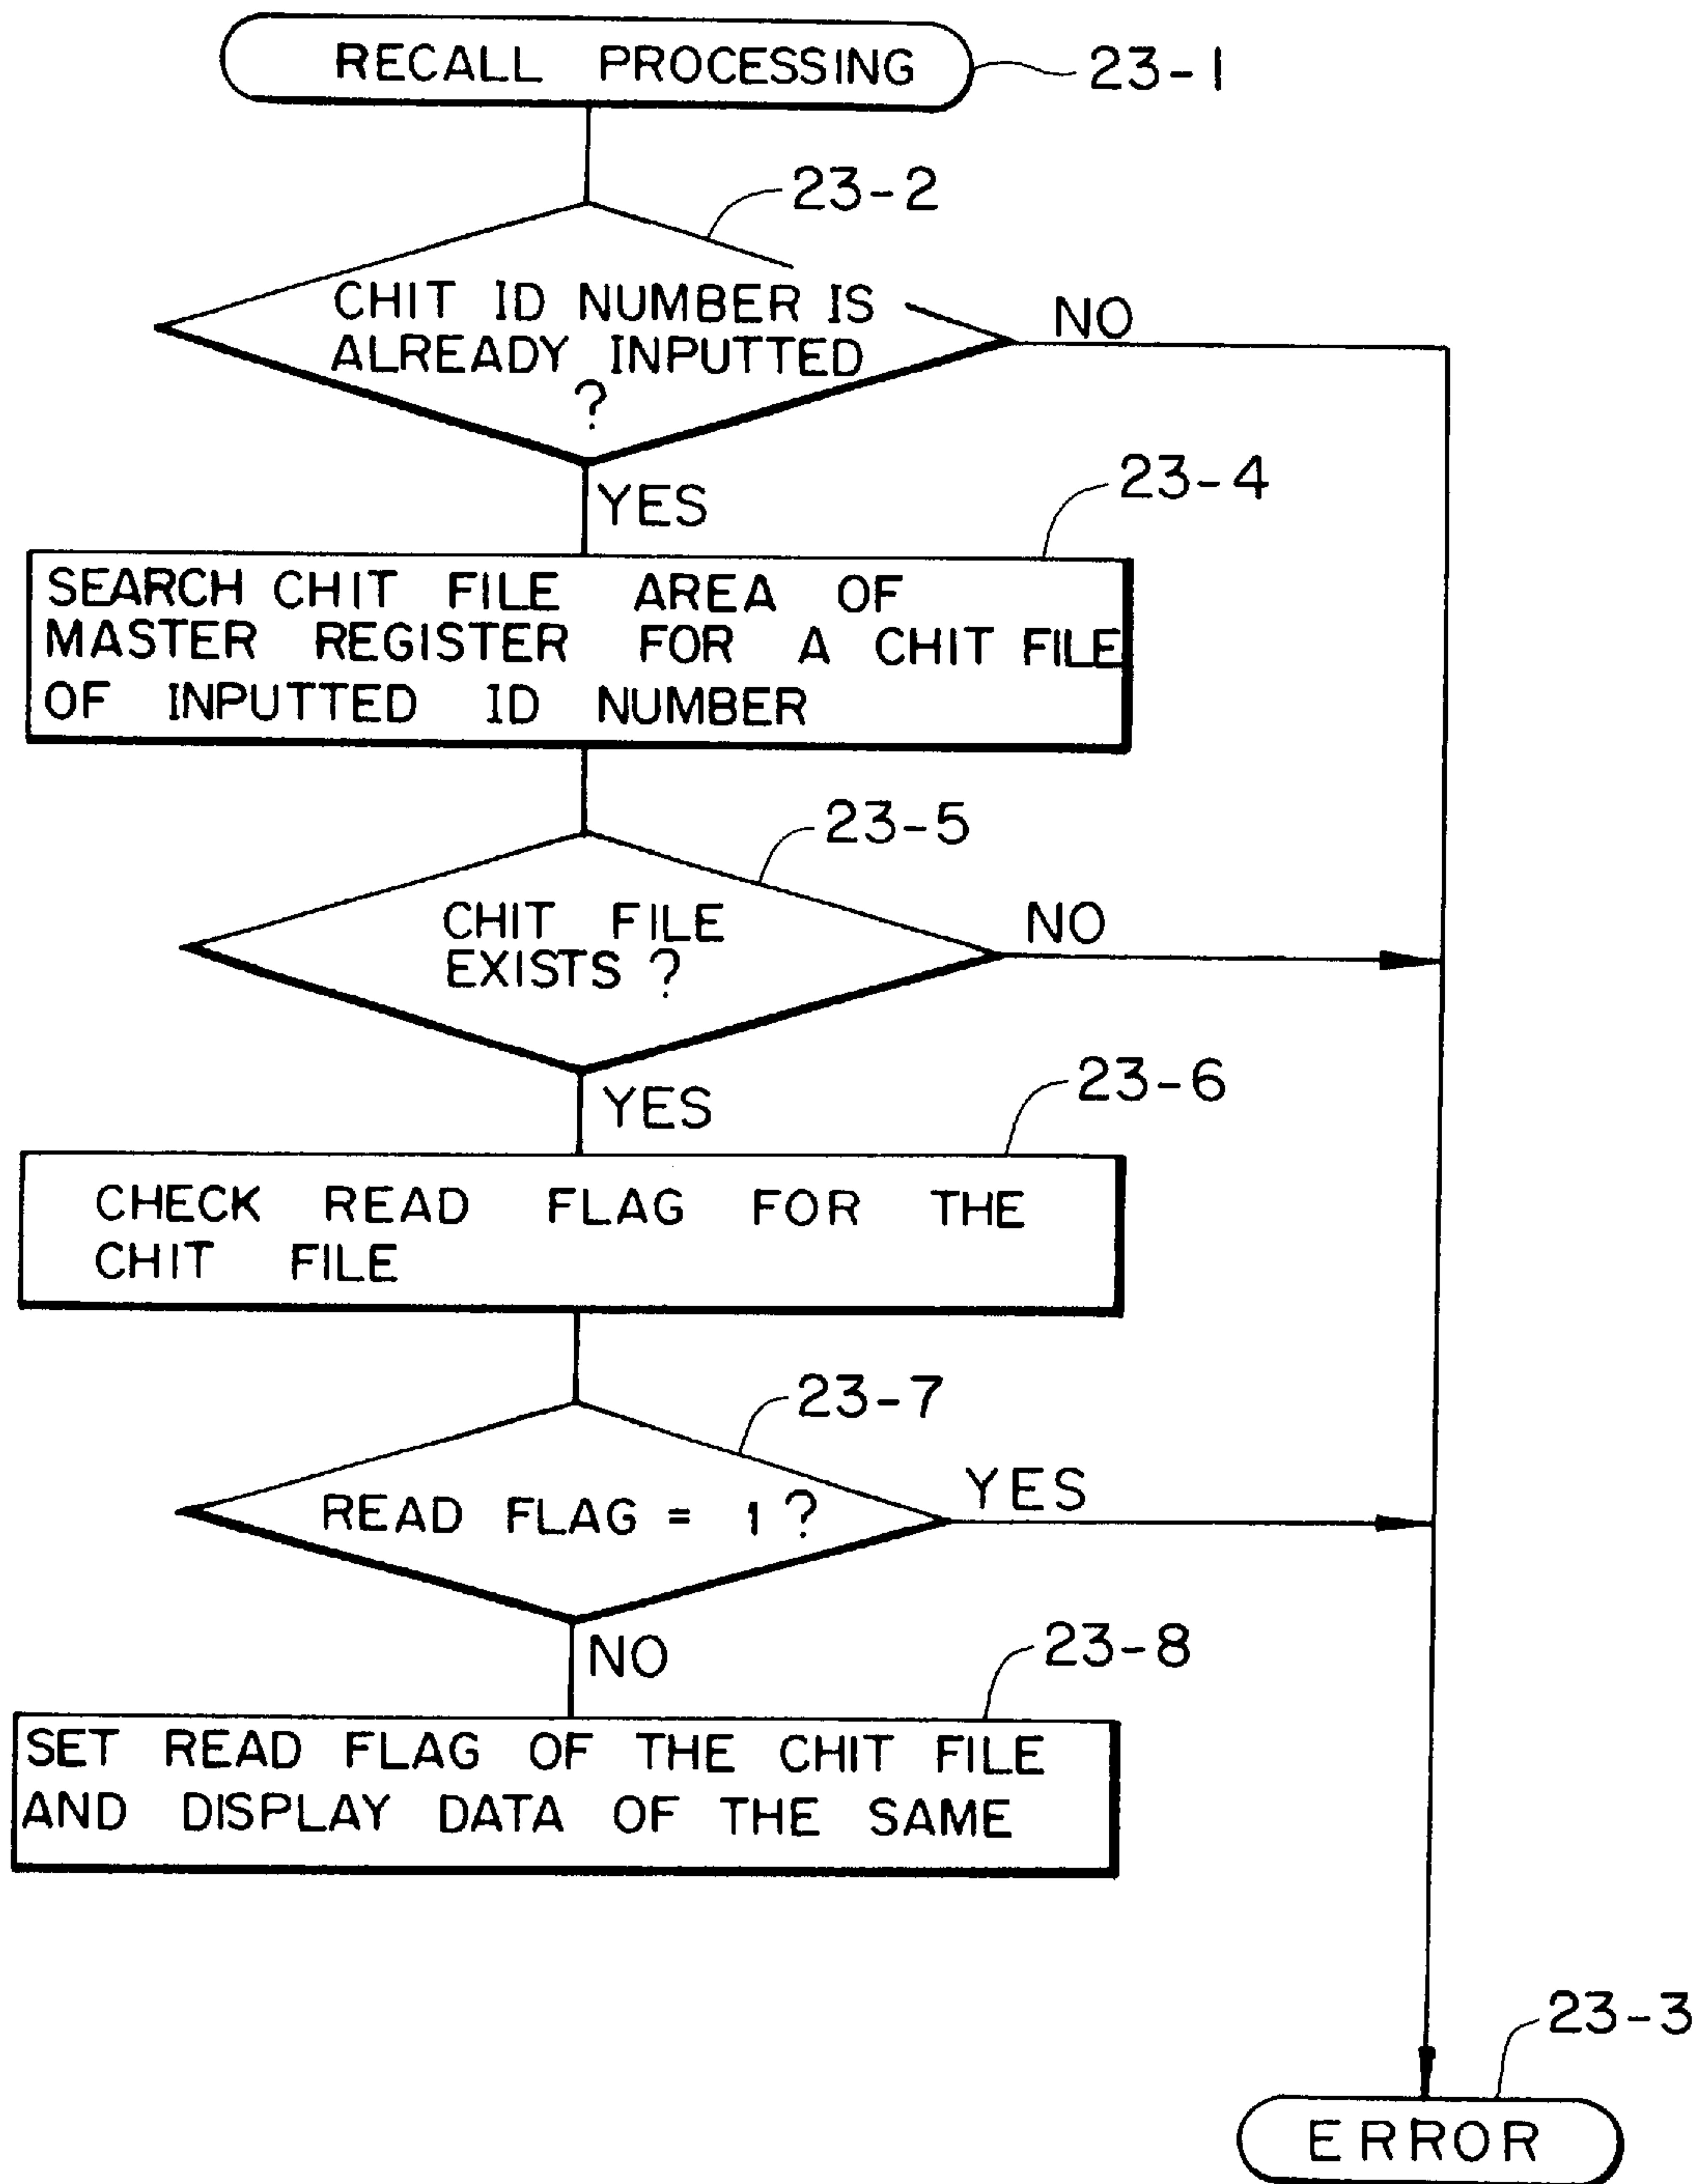 RECALL PROCESSING
23-1
23-2
CHIT ID NUMBER IS
ALREADY INPUTTED
?
NO
YES
23-4
SEARCH CHIT FILE AREA OF
MASTER REGISTER FOR A CHIT FILE
OF INPUTTED ID NUMBER
23-5
CHIT FILE
EXISTS ?
NO
YES
23-6
CHECK READ FLAG FOR THE
CHIT FILE
23-7
READ FLAG = 1 ?
YES
NO
23-8
SET READ FLAG OF THE CHIT FILE
AND DISPLAY DATA OF THE SAME
23-3
ERROR